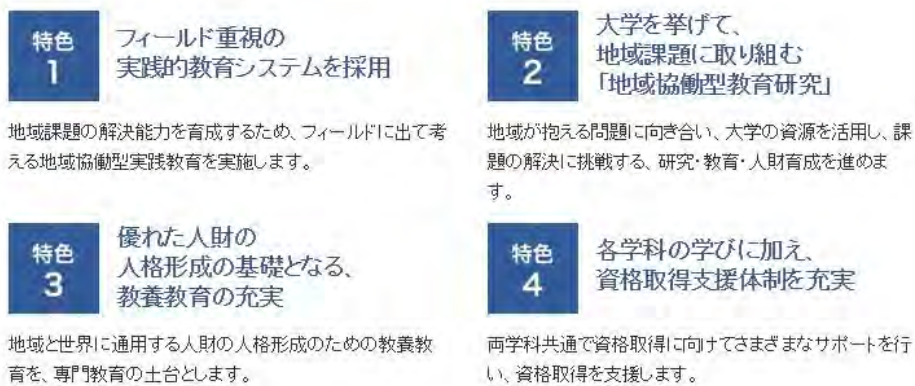 特色
1
フィールド重視の
実践的教育システムを採用
地域課題の解決能力を育成するため、フィールドに出て考
える地域協働型実践教育を実施します。
特色
2
大学を挙げて、
地域課題に取り組む
「地域協働型教育研究」
地域が抱える問題に向き合い、大学の資源を活用し、課
題の解決に挑戦する、研究・教育・人財育成を進めま
す。
特色
3
優れた人財の
人格形成の基礎となる、
教養教育の充実
地域と世界に通用する人財の人格形成のための教養教
育を、専門教育の土台とします。
特色
4
各学科の学びに加え、
資格取得支援体制を充実
両学科共通で資格取得に向けてさまざまなサポートを行
い、資格取得を支援します。